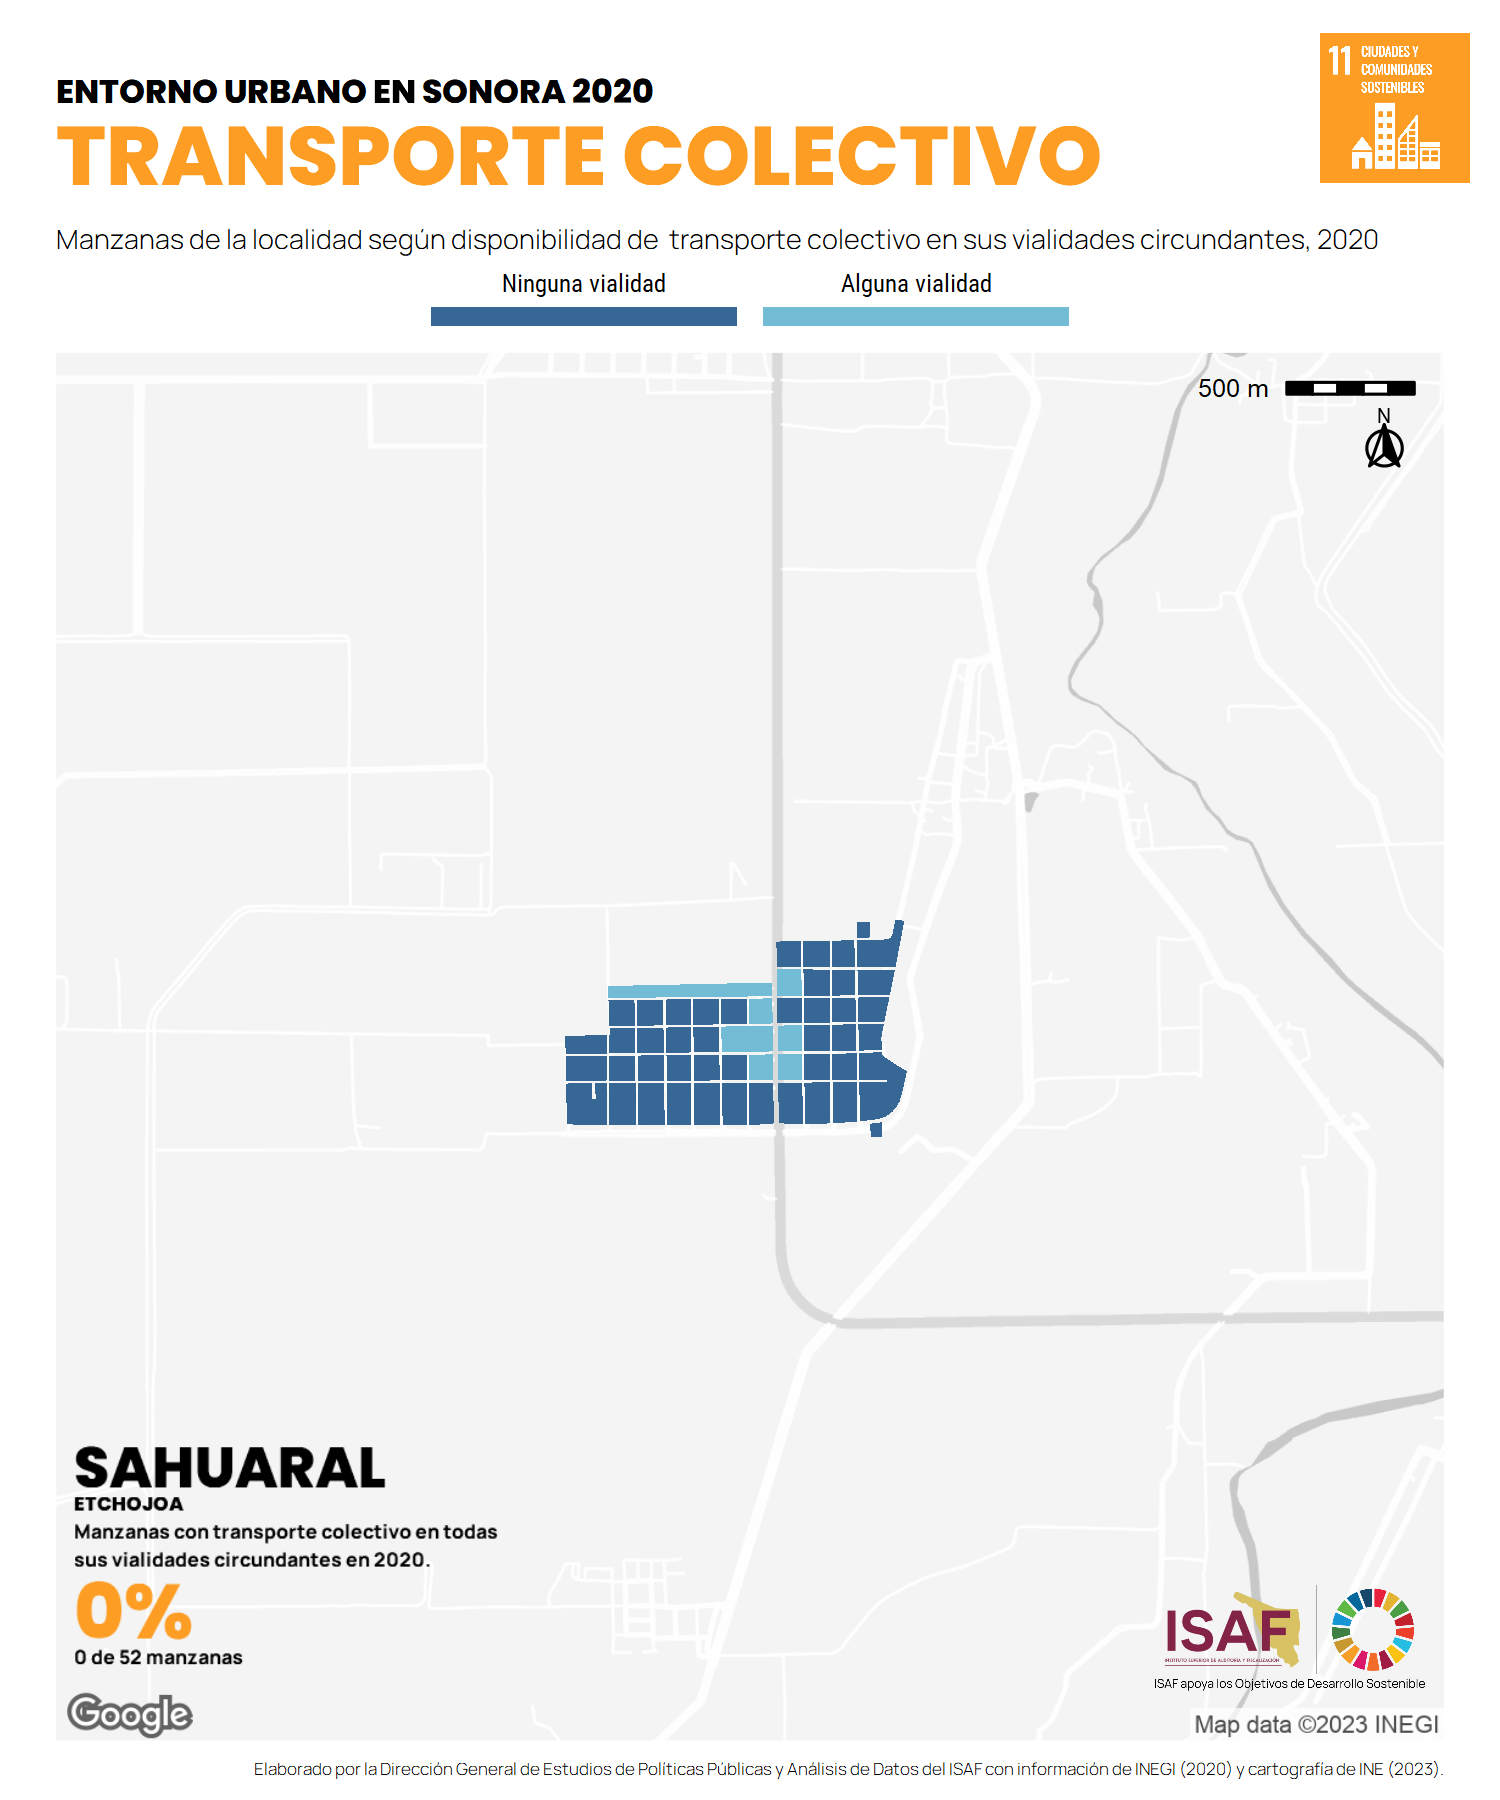 ENTORNO URBANO EN SONORA 2020
TRANSPORTE COLECTIVO
11 CIUDADES Y
COMUNIDADES
SOSTENIBLES
Manzanas de la localidad según disponibilidad de transporte colectivo en sus vialidades circundantes, 2020
Ninguna vialidad
Alguna vialidad
500 m
N
SAHUARAL
ETCHOJOA
Manzanas con transporte colectivo en todas
sus vialidades circundantes en 2020.
0%
0 de 52 manzanas
Google
ISAF
INSTITUTO SUPERIOR DE AUDITORÍA Y FISCALIZACIÓN
ISAF apoya los Objetivos de Desarrollo Sostenible
Map data ©2023 INEGI
Elaborado por la Dirección General de Estudios de Políticas Públicas y Análisis de Datos del ISAF con información de INEGI (2020) y cartografía de INE (2023).